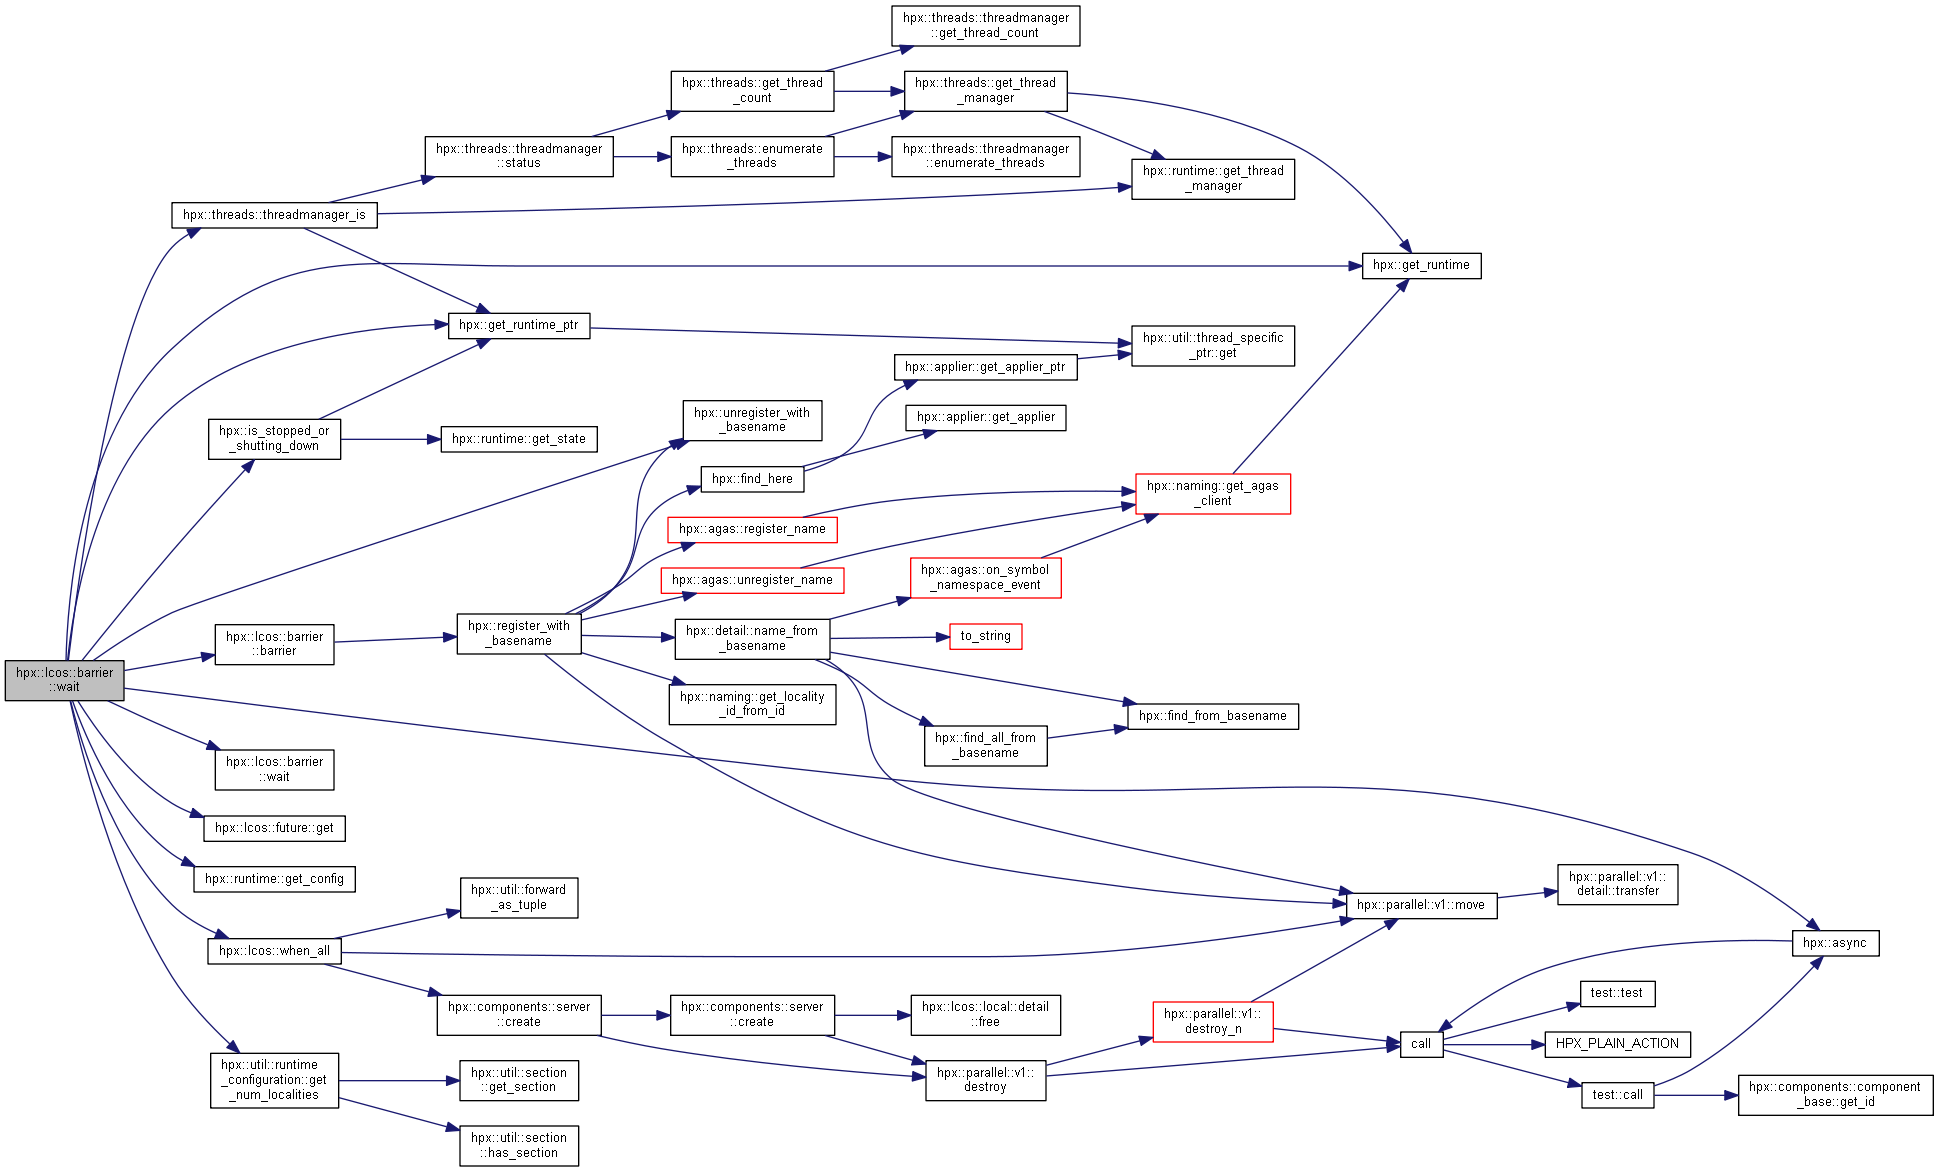 hpx::threads::threadmanager
::get_thread_count
hpx::threads::get_thread
_count
hpx::threads::get_thread
_manager
hpx::threads::threadmanager
::status
hpx::threads::enumerate
_threads
hpx::threads::threadmanager
::enumerate_threads
hpx::runtime::get_thread
_manager
hpx::threads::threadmanager_is
hpx::get_runtime
hpx::get_runtime_ptr
hpx::util::thread_specific
_ptr::get
hpx::applier::get_applier_ptr
hpx::unregister_with
_basename
hpx::applier::get_applier
hpx::is_stopped_or
_shutting_down
hpx::runtime::get_state
hpx::find_here
hpx::naming::get_agas
_client
hpx::agas::register_name
hpx::agas::unregister_name
hpx::agas::on_symbol
_namespace_event
hpx::lcos::barrier
::barrier
hpx::register_with
_basename
hpx::detail::name_from
_basename
to_string
hpx::lcos::barrier
::wait
hpx::naming::get_locality
_id_from_id
hpx::find_from_basename
hpx::find_all_from
_basename
hpx::lcos::barrier
::wait
hpx::lcos::future::get
hpx::runtime::get_config
hpx::util::forward
_as_tuple
hpx::parallel::v1::
detail::transfer
hpx::parallel::v1::move
hpx::lcos::when_all
hpx::async
hpx::components::server
::create
hpx::components::server
::create
hpx::lcos::local::detail
::free
hpx::parallel::v1::
destroy_n
test::test
call
HPX_PLAIN_ACTION
hpx::util::runtime
_configuration::get
_num_localities
hpx::util::section
::get_section
hpx::parallel::v1::
destroy
test::call
hpx::components::component
_base::get_id
hpx::util::section
::has_section